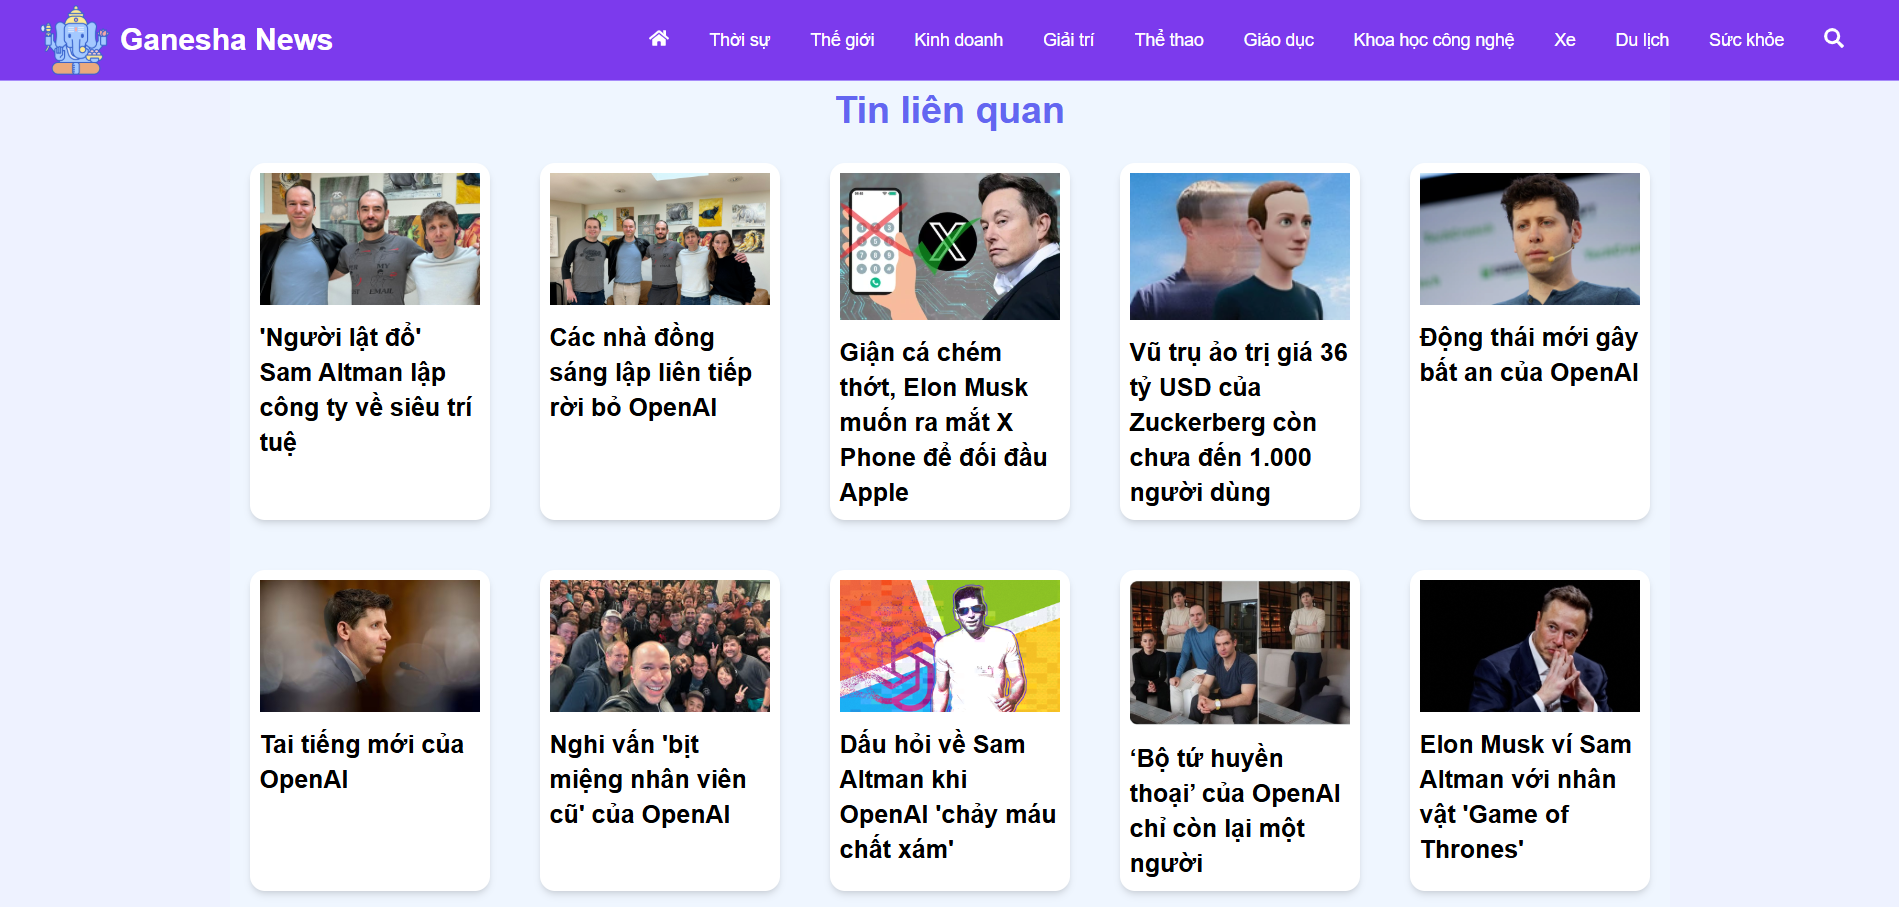 Ganesha News
Thời sự
Thế giới
Kinh doanh
Giải trí
Thể thao
Giáo dục
Khoa học công nghệ
Xe
Du lịch
Sức khỏe
Tin liên quan
'Người lật đổ'
Sam Altman lập
công ty về siêu trí
tuệ
Các nhà đồng
sáng lập liên tiếp
rời bỏ OpenAI
Giận cá chém
thớt, Elon Musk
muốn ra mắt X
Phone để đối đầu
Apple
Vũ trụ ảo trị giá 36
tỷ USD của
Zuckerberg còn
chưa đến 1.000
người dùng
Động thái mới gây
bất an của OpenAI
Tai tiếng mới của
OpenAI
Nghi vấn 'bịt
miệng nhân viên
cũ' của OpenAI
Dấu hỏi về Sam
Altman khi
OpenAI 'chảy máu
chất xám'
‘Bộ tứ huyền
thoại’ của OpenAI
chỉ còn lại một
người
Elon Musk ví Sam
Altman với nhân
vật 'Game of
Thrones'